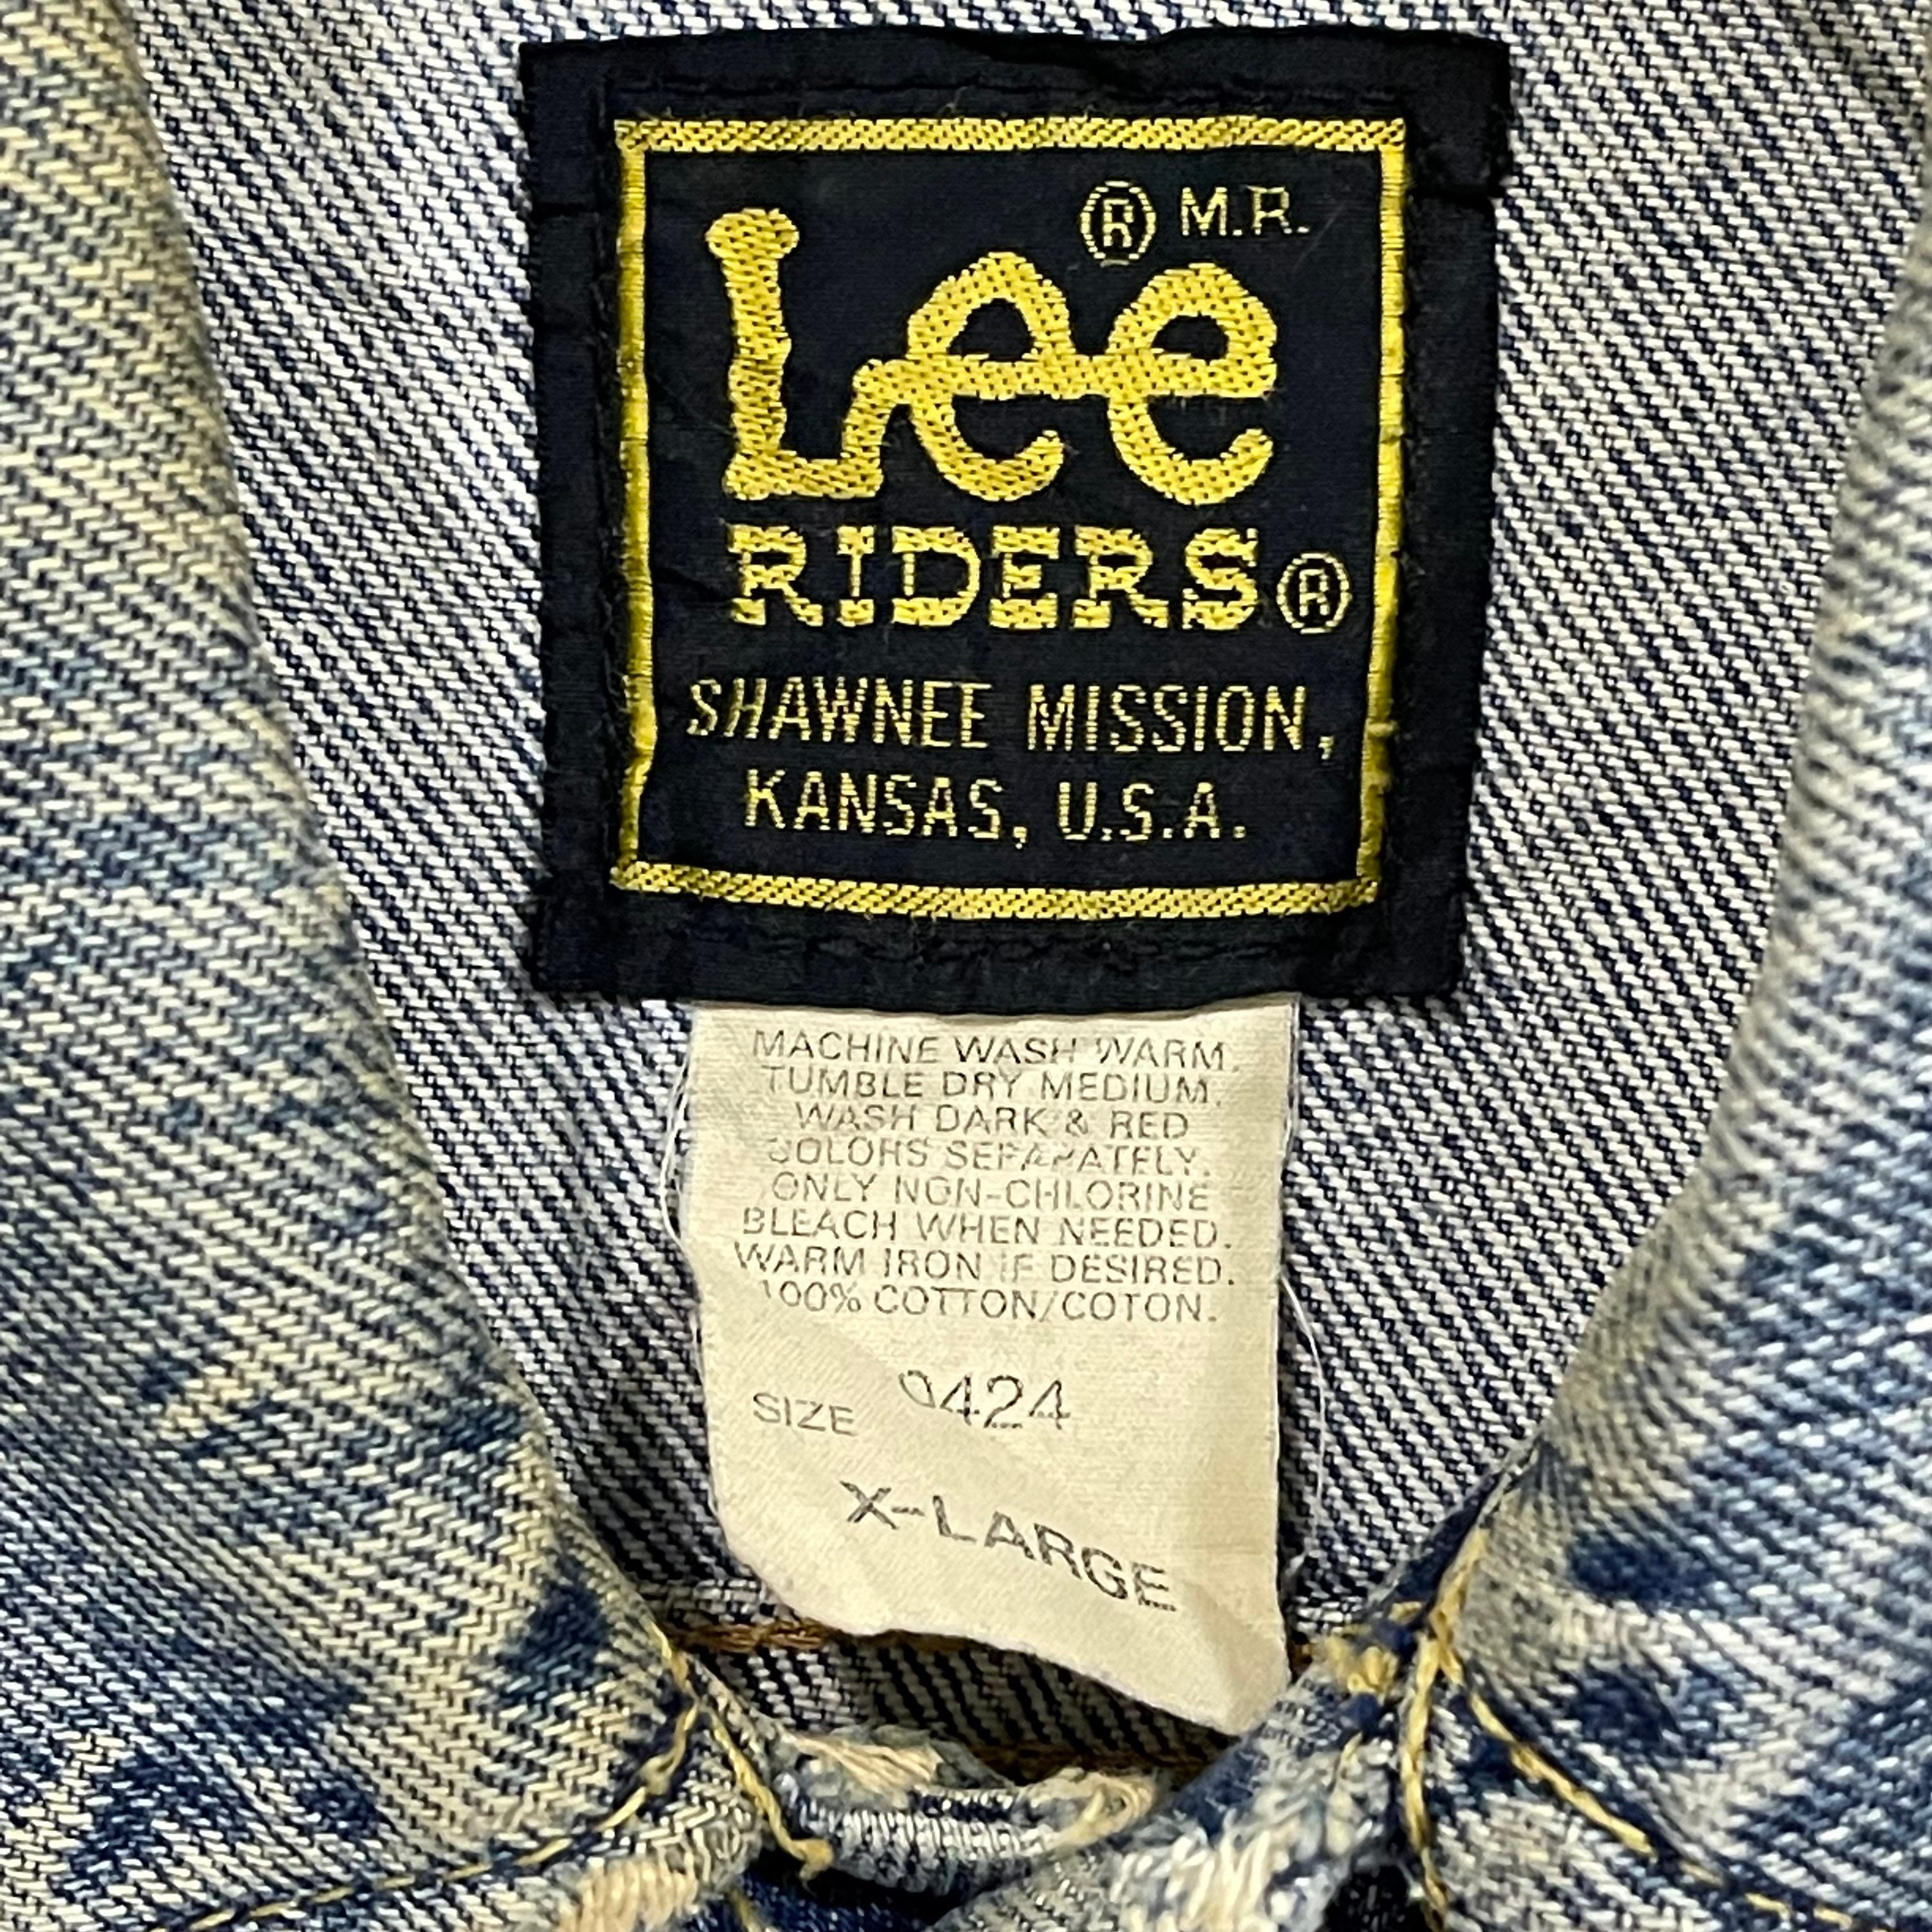 ® M.R.
Lee
RIDERS®
SHAWNEE MISSION,
KANSAS, U.S.A.
MACHINE WASH WARM.
TUMBLE DRY MEDIUM.
WASH DARK & RED
COLORS SEPARATELY.
ONLY NON-CHLORINE
BLEACH WHEN NEEDED.
WARM IRON IF DESIRED.
100% COTTON/COTON.
SIZE 0424
X-LARGE